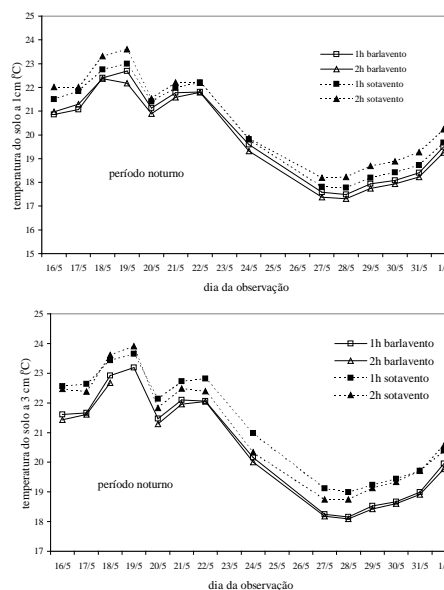 temperatura do solo a 1cm (ºC)
25
24
23
22
21
20
19
18
17
16
15
1h barlavento
2h barlavento
1h sotavento
2h sotavento
período noturno
16/5 17/5 18/5 19/5 20/5 21/5 22/5 23/5 24/5 25/5 26/5 27/5 28/5 29/5 30/5 31/5 1/
dia da observação
temperatura do solo a 3 cm (ºC)
25
24
23
22
21
20
19
18
17
1h barlavento
2h barlavento
1h sotavento
2h sotavento
período noturno
16/5 17/5 18/5 19/5 20/5 21/5 22/5 23/5 24/5 25/5 26/5 27/5 28/5 29/5 30/5 31/5 1/
dia da observação